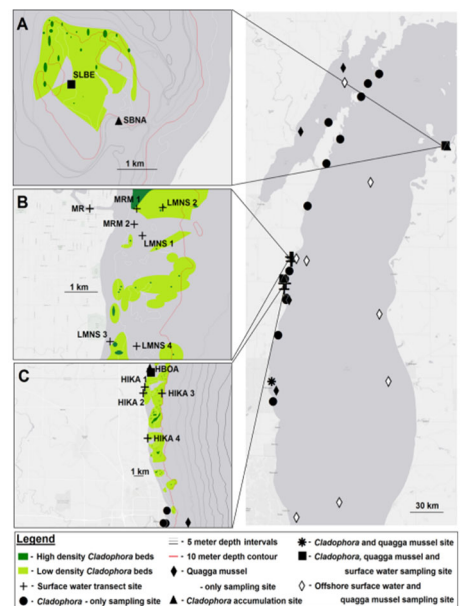 A
SLBE
SBNA
1 km
B
MR
MRM 1
LMNS 2
MRM 2
LMNS 1
1 km
LMNS 3
LMNS 4
C
HBOA
HIKA 1
HIKA 2
HIKA 3
HIKA 4
1 km
30 km
Legend
- High density Cladophora beds
- Low density Cladophora beds
- Surface water transect site
- Cladophora - only sampling site
- 5 meter depth intervals
- 10 meter depth contour
- Quagga mussel
- only sampling site
- Cladophora accumulation site
- Cladophora and quagga mussel site
- Cladophora, quagga mussel and
surface water sampling site
- Offshore surface water and
quagga mussel sampling site